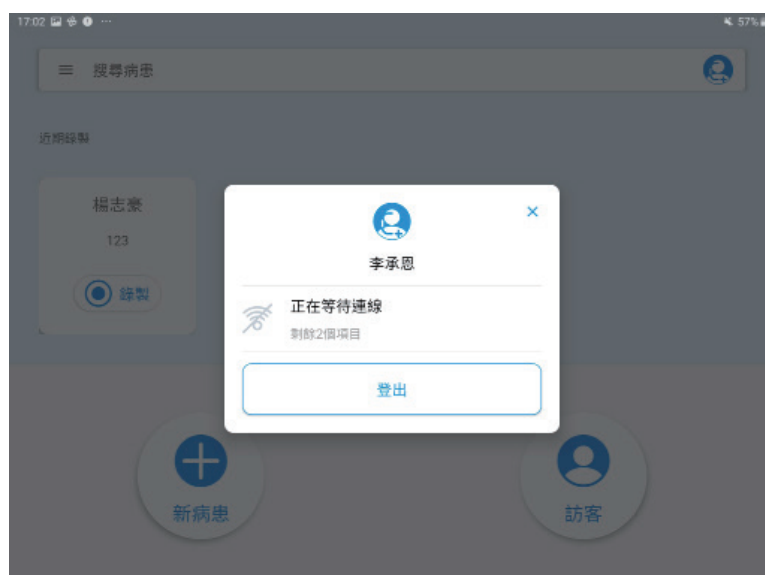 17:02 ··· 57%
搜尋病患
近期錄製
楊志豪
123
錄製
李承恩
正在等待連線
剩餘2個項目
登出
新病患
訪客